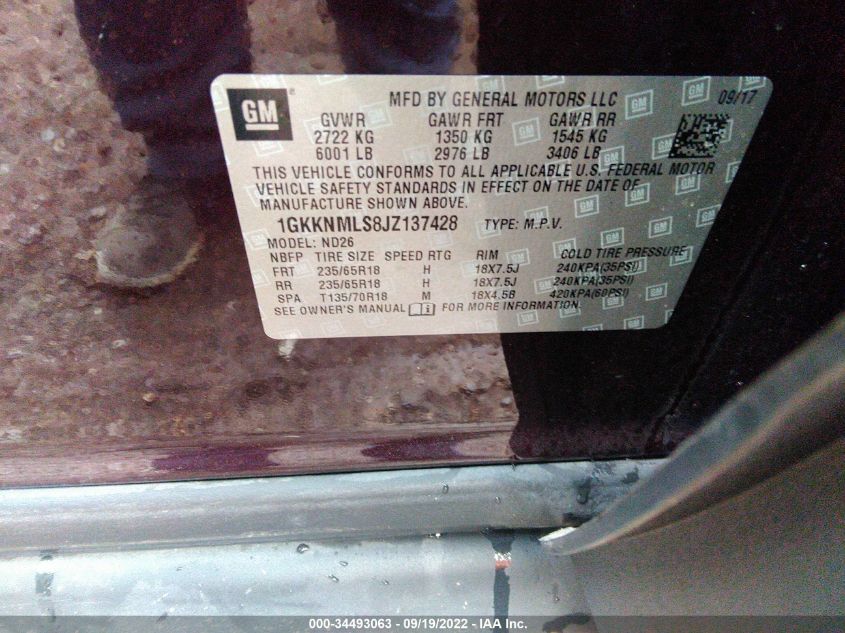 GM
MFD BY GENERAL MOTORS LLC
09/17
GVWR GAWR FRT GAWR RR
2722 KG 1350 KG 1545 KG
6001 LB 2976 LB 3406 LB
THIS VEHICLE CONFORMS TO ALL APPLICABLE U.S. FEDERAL MOTOR
VEHICLE SAFETY STANDARDS IN EFFECT ON THE DATE OF
MANUFACTURE SHOWN ABOVE.
1GKKNMLS8JZ137428 TYPE: M.P.V.
MODEL: ND26
NBFP TIRE SIZE SPEED RTG RIM COLD TIRE PRESSURE
FRT 235/65R18 H 18X7.5J 240KPA(35PSI)
RR 235/65R18 H 18X7.5J 240KPA(35PSI)
SPA T135/70R18 M 18X4.5B 420KPA(60PSI)
SEE OWNER'S MANUAL FOR MORE INFORMATION.
000-34493063 - 09/19/2022 - IAA Inc.